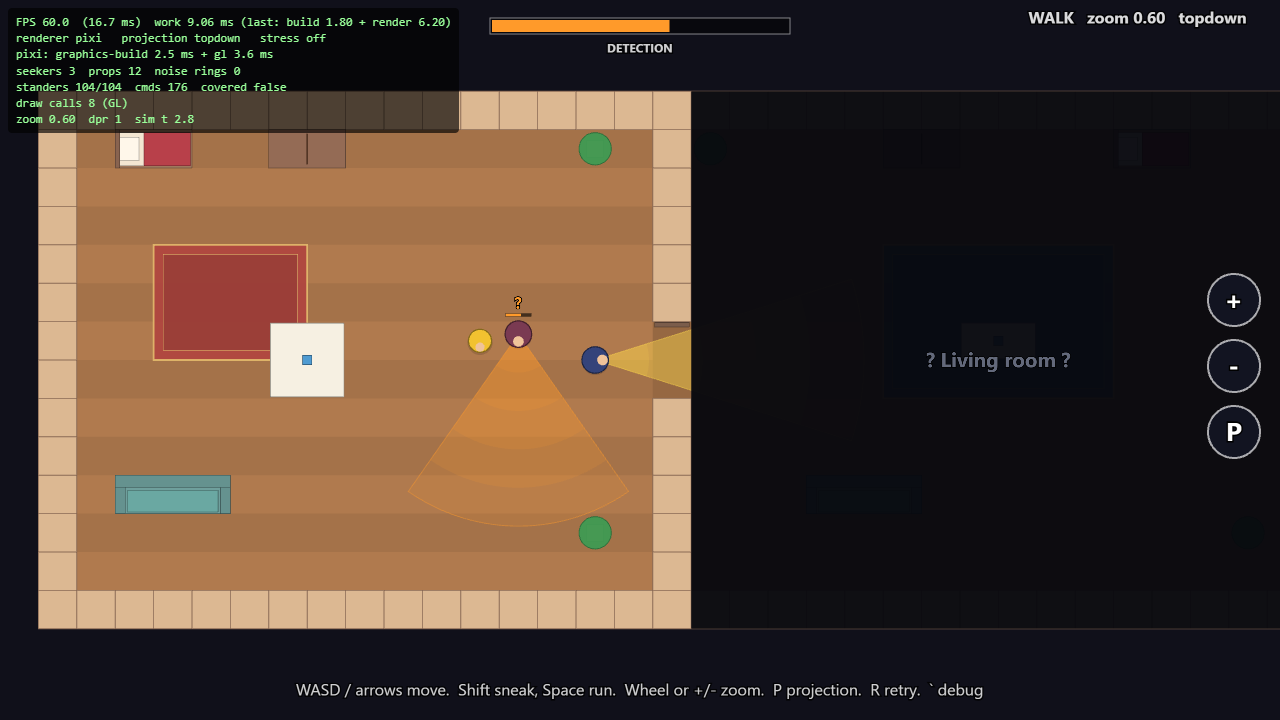 FPS 60.0  (16.7 ms)  work 9.06 ms (last: build 1.80 + render 6.20)
renderer pixi   projection topdown   stress off
pixi: graphics-build 2.5 ms + gl 3.6 ms
seekers 3  props 12  noise rings 0
standers 104/104  cmds 176  covered false
draw calls 8 (GL)
zoom 0.60  dpr 1  sim t 2.8
DETECTION
WALK   zoom 0.60   topdown
?
? Living room ?
+
-
P
WASD / arrows move.  Shift sneak, Space run.  Wheel or +/- zoom.  P projection.  R retry.  ` debug